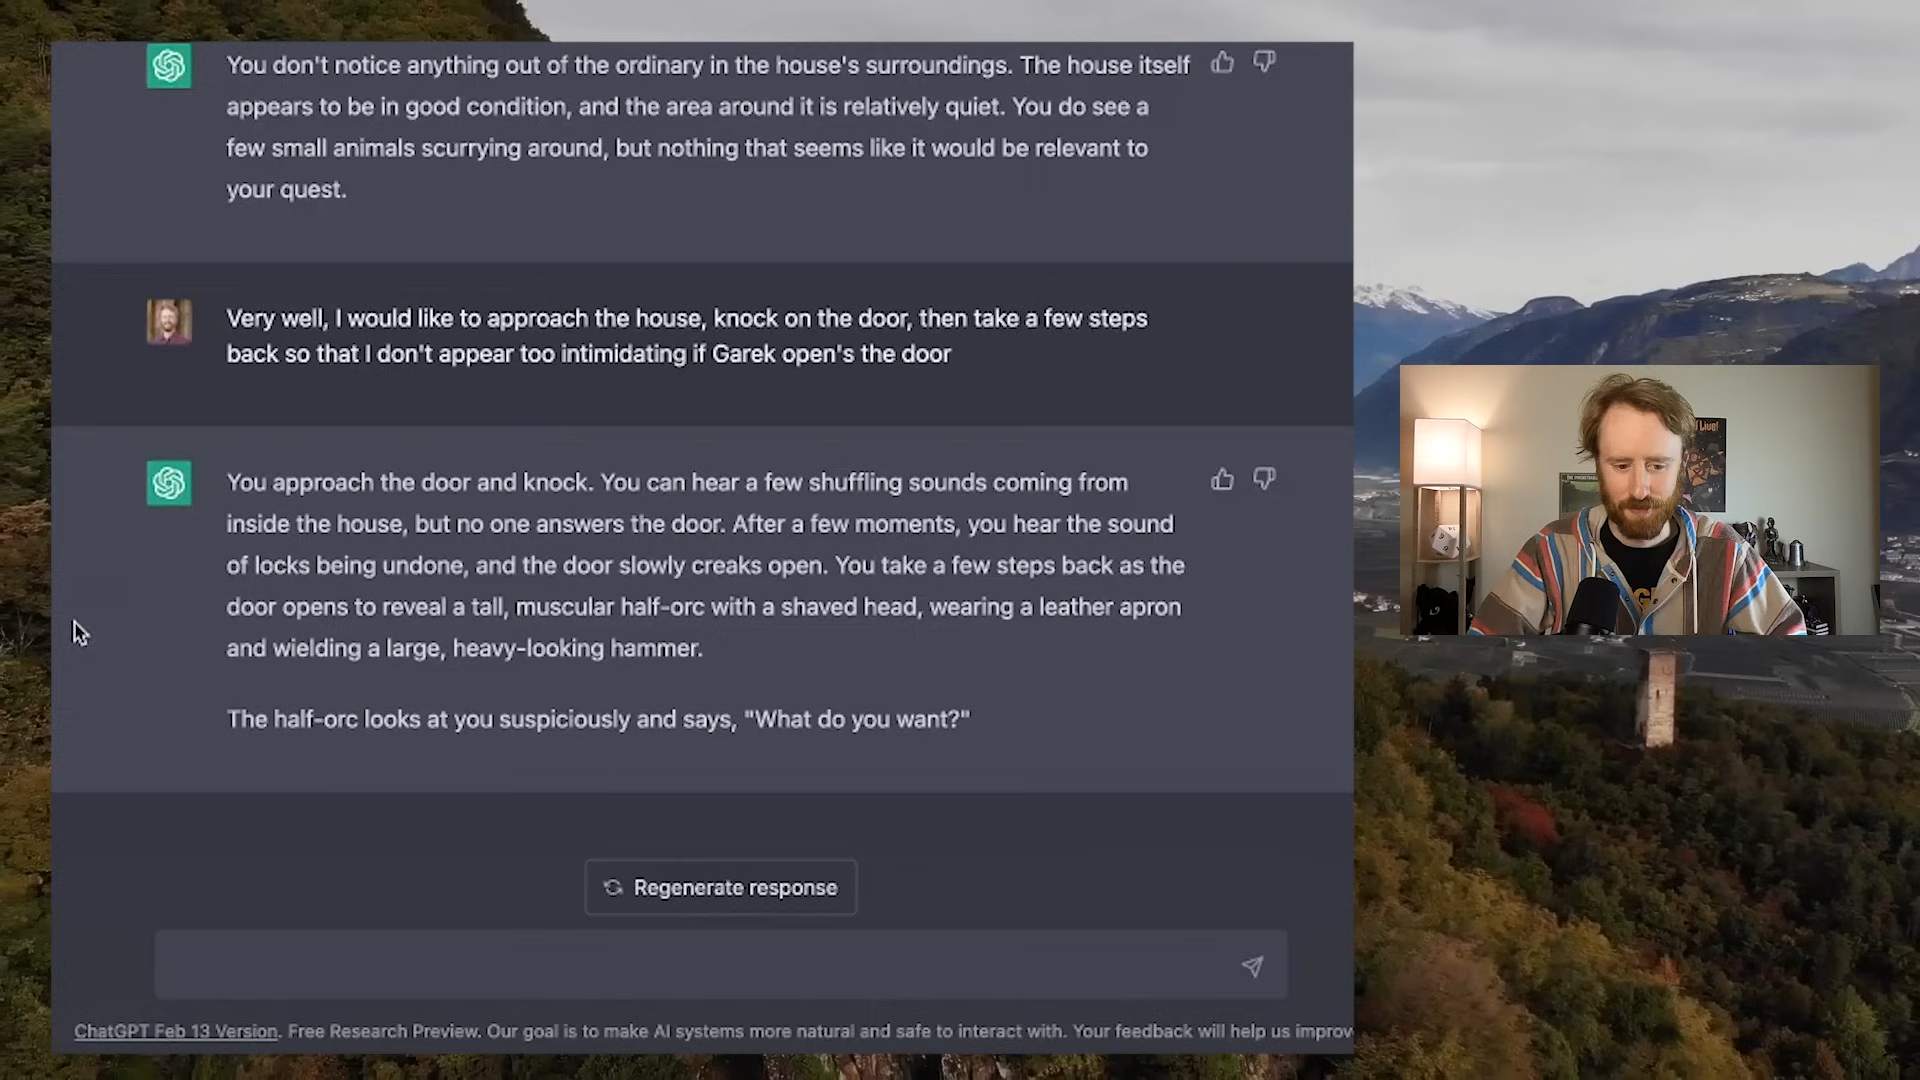 You don't notice anything out of the ordinary in the house's surroundings. The house itself
appears to be in good condition, and the area around it is relatively quiet. You do see a
few small animals scurrying around, but nothing that seems like it would be relevant to
your quest.
Very well, I would like to approach the house, knock on the door, then take a few steps
back so that I don't appear too intimidating if Garek open's the door
You approach the door and knock. You can hear a few shuffling sounds coming from
inside the house, but no one answers the door. After a few moments, you hear the sound
of locks being undone, and the door slowly creaks open. You take a few steps back as the
door opens to reveal a tall, muscular half-orc with a shaved head, wearing a leather apron
and wielding a large, heavy-looking hammer.
The half-orc looks at you suspiciously and says, "What do you want?"
Regenerate response
ChatGPT Feb 13 Version. Free Research Preview. Our goal is to make AI systems more natural and safe to interact with. Your feedback will help us improv
Live!